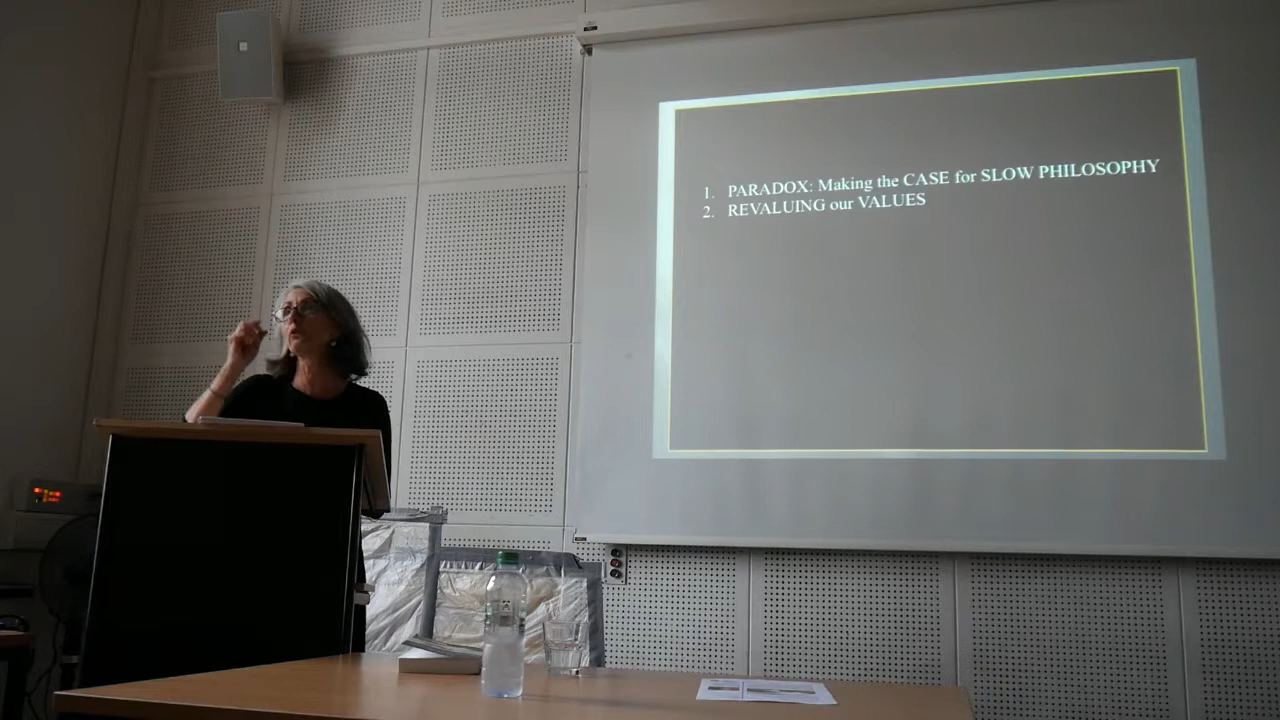 1. PARADOX: Making the CASE for SLOW PHILOSOPHY
2. REVALUING our VALUES